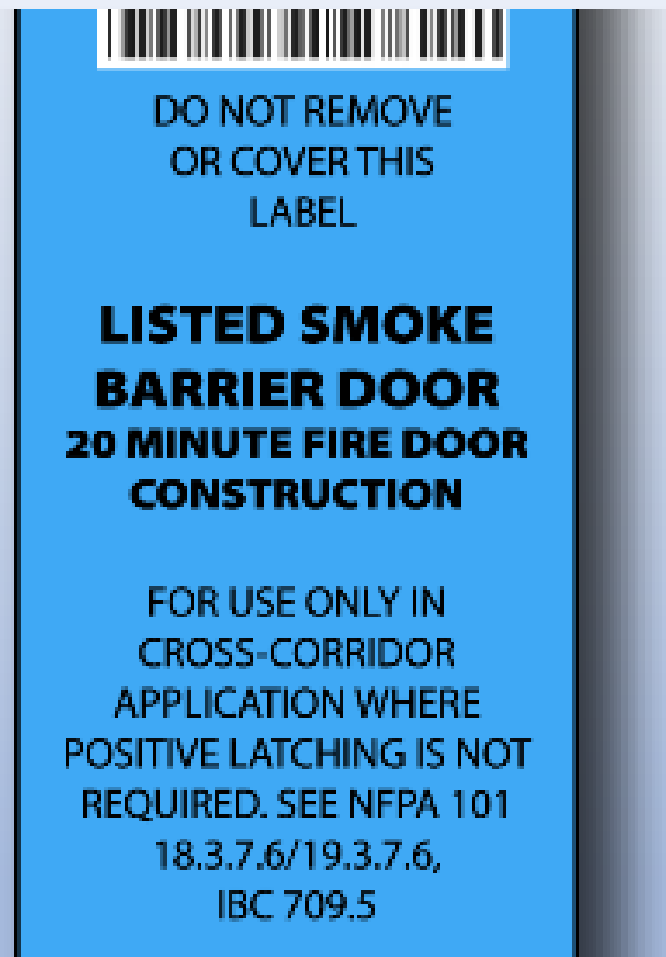 DO NOT REMOVE
OR COVER THIS
LABEL
LISTED SMOKE
BARRIER DOOR
20 MINUTE FIRE DOOR
CONSTRUCTION
FOR USE ONLY IN
CROSS-CORRIDOR
APPLICATION WHERE
POSITIVE LATCHING IS NOT
REQUIRED. SEE NFPA 101
18.3.7.6/19.3.7.6,
IBC 709.5